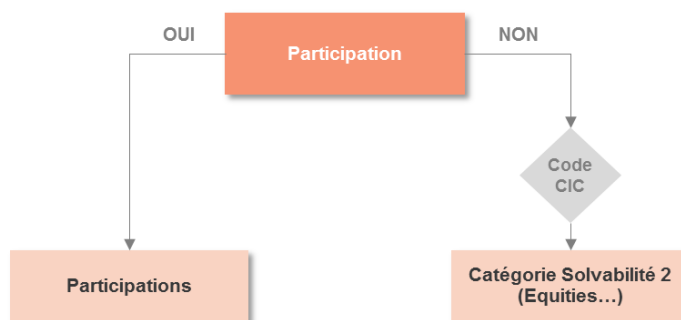 OUI
Participation
NON
Code
CIC
Participations
Catégorie Solvabilité 2
(Equities…)